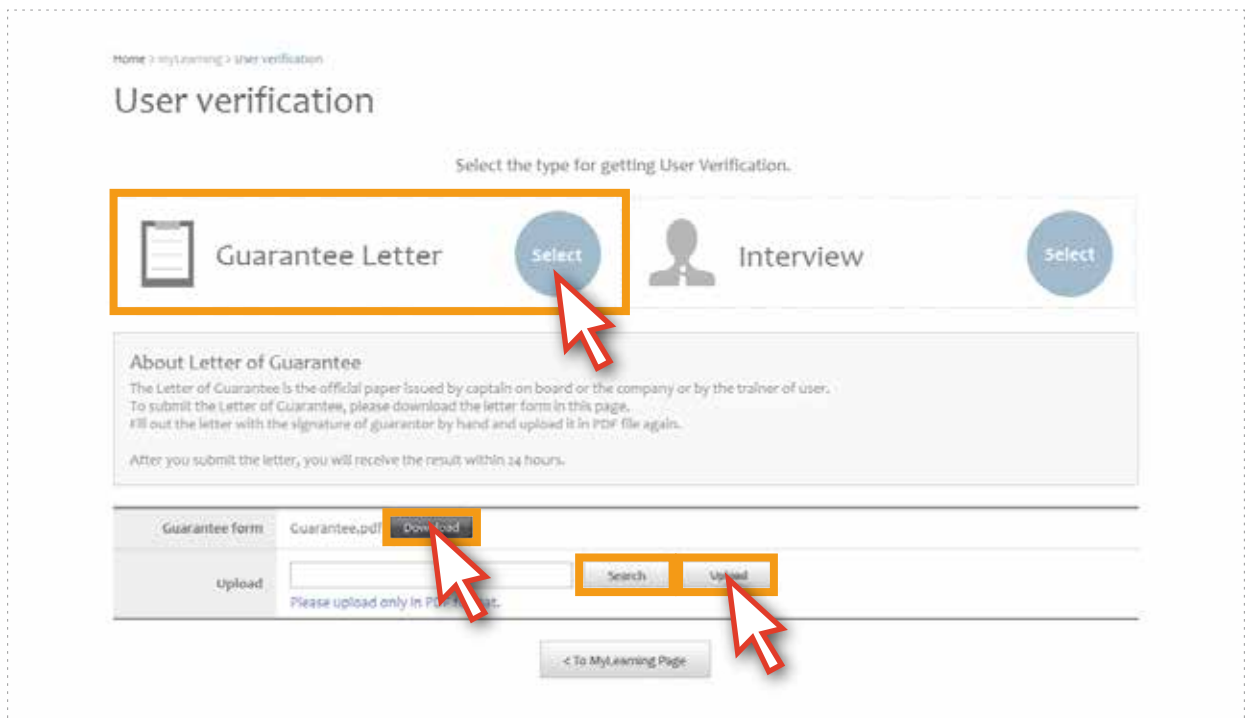 Home > myLearning > User verification
User verification
Select the type for getting User Verification.
Guarantee Letter
Select
Interview
Select
About Letter of Guarantee
The Letter of Guarantee is the official paper issued by captain on board or the company or by the trainer of user.
To submit the Letter of Guarantee, please download the letter form in this page.
Fill out the letter with the signature of guarantor by hand and upload it in PDF file again.
After you submit the letter, you will receive the result within 24 hours.
Guarantee form Guarantee.pdf Download
Upload Search Upload
Please upload only in PDF format.
< To MyLearning Page